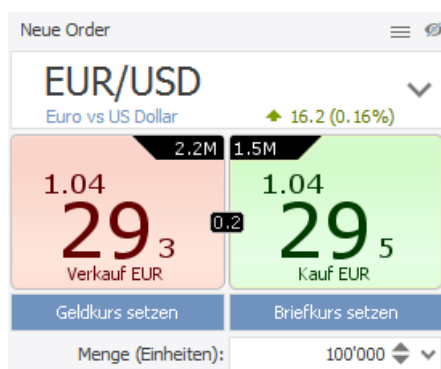 Neue Order
EUR/USD
Euro vs US Dollar 16.2 (0.16%)
2.2M 1.5M
1.04 1.04
29 3 0.2 29 5
Verkauf EUR Kauf EUR
Geldkurs setzen Briefkurs setzen
Menge (Einheiten): 100'000